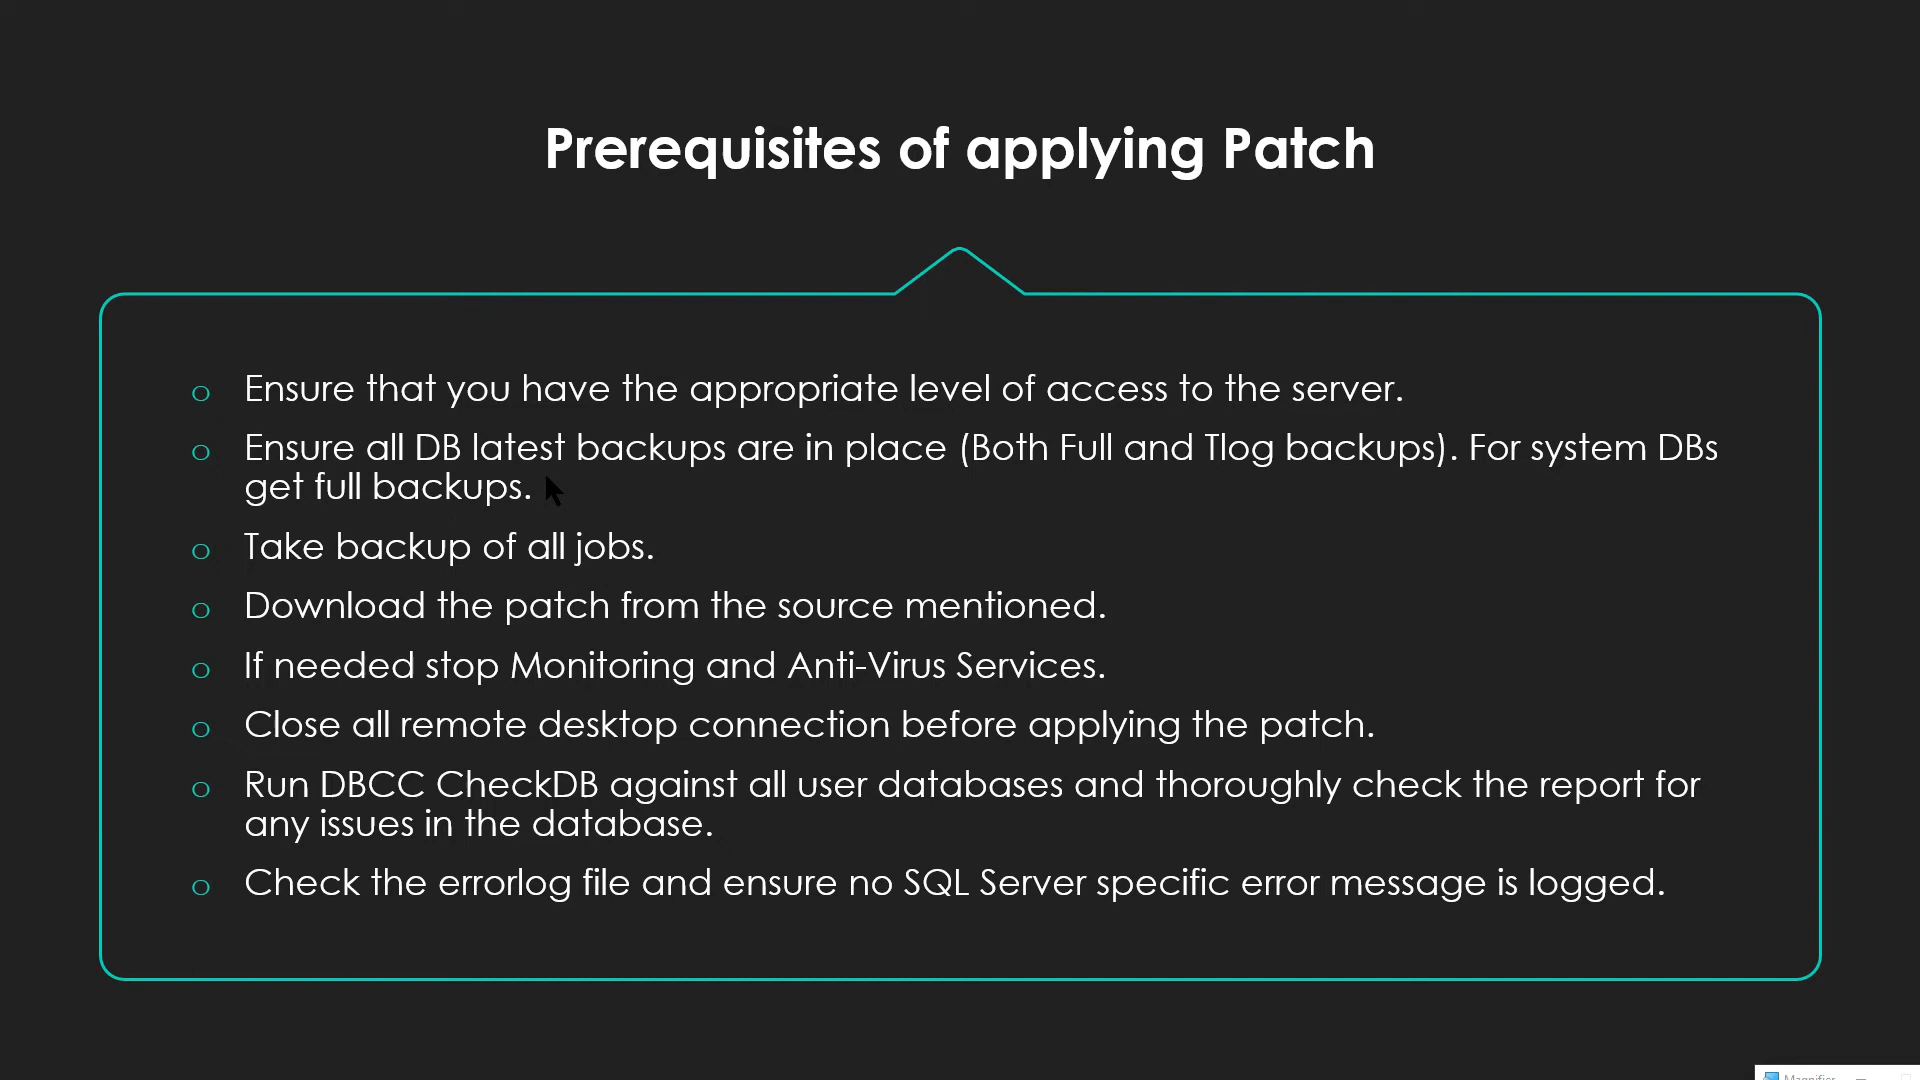 Prerequisites of applying Patch
o Ensure that you have the appropriate level of access to the server.
o Ensure all DB latest backups are in place (Both Full and Tlog backups). For system DBs
get full backups.
o Take backup of all jobs.
o Download the patch from the source mentioned.
o If needed stop Monitoring and Anti-Virus Services.
o Close all remote desktop connection before applying the patch.
o Run DBCC CheckDB against all user databases and thoroughly check the report for
any issues in the database.
o Check the errorlog file and ensure no SQL Server specific error message is logged.
Magnifier